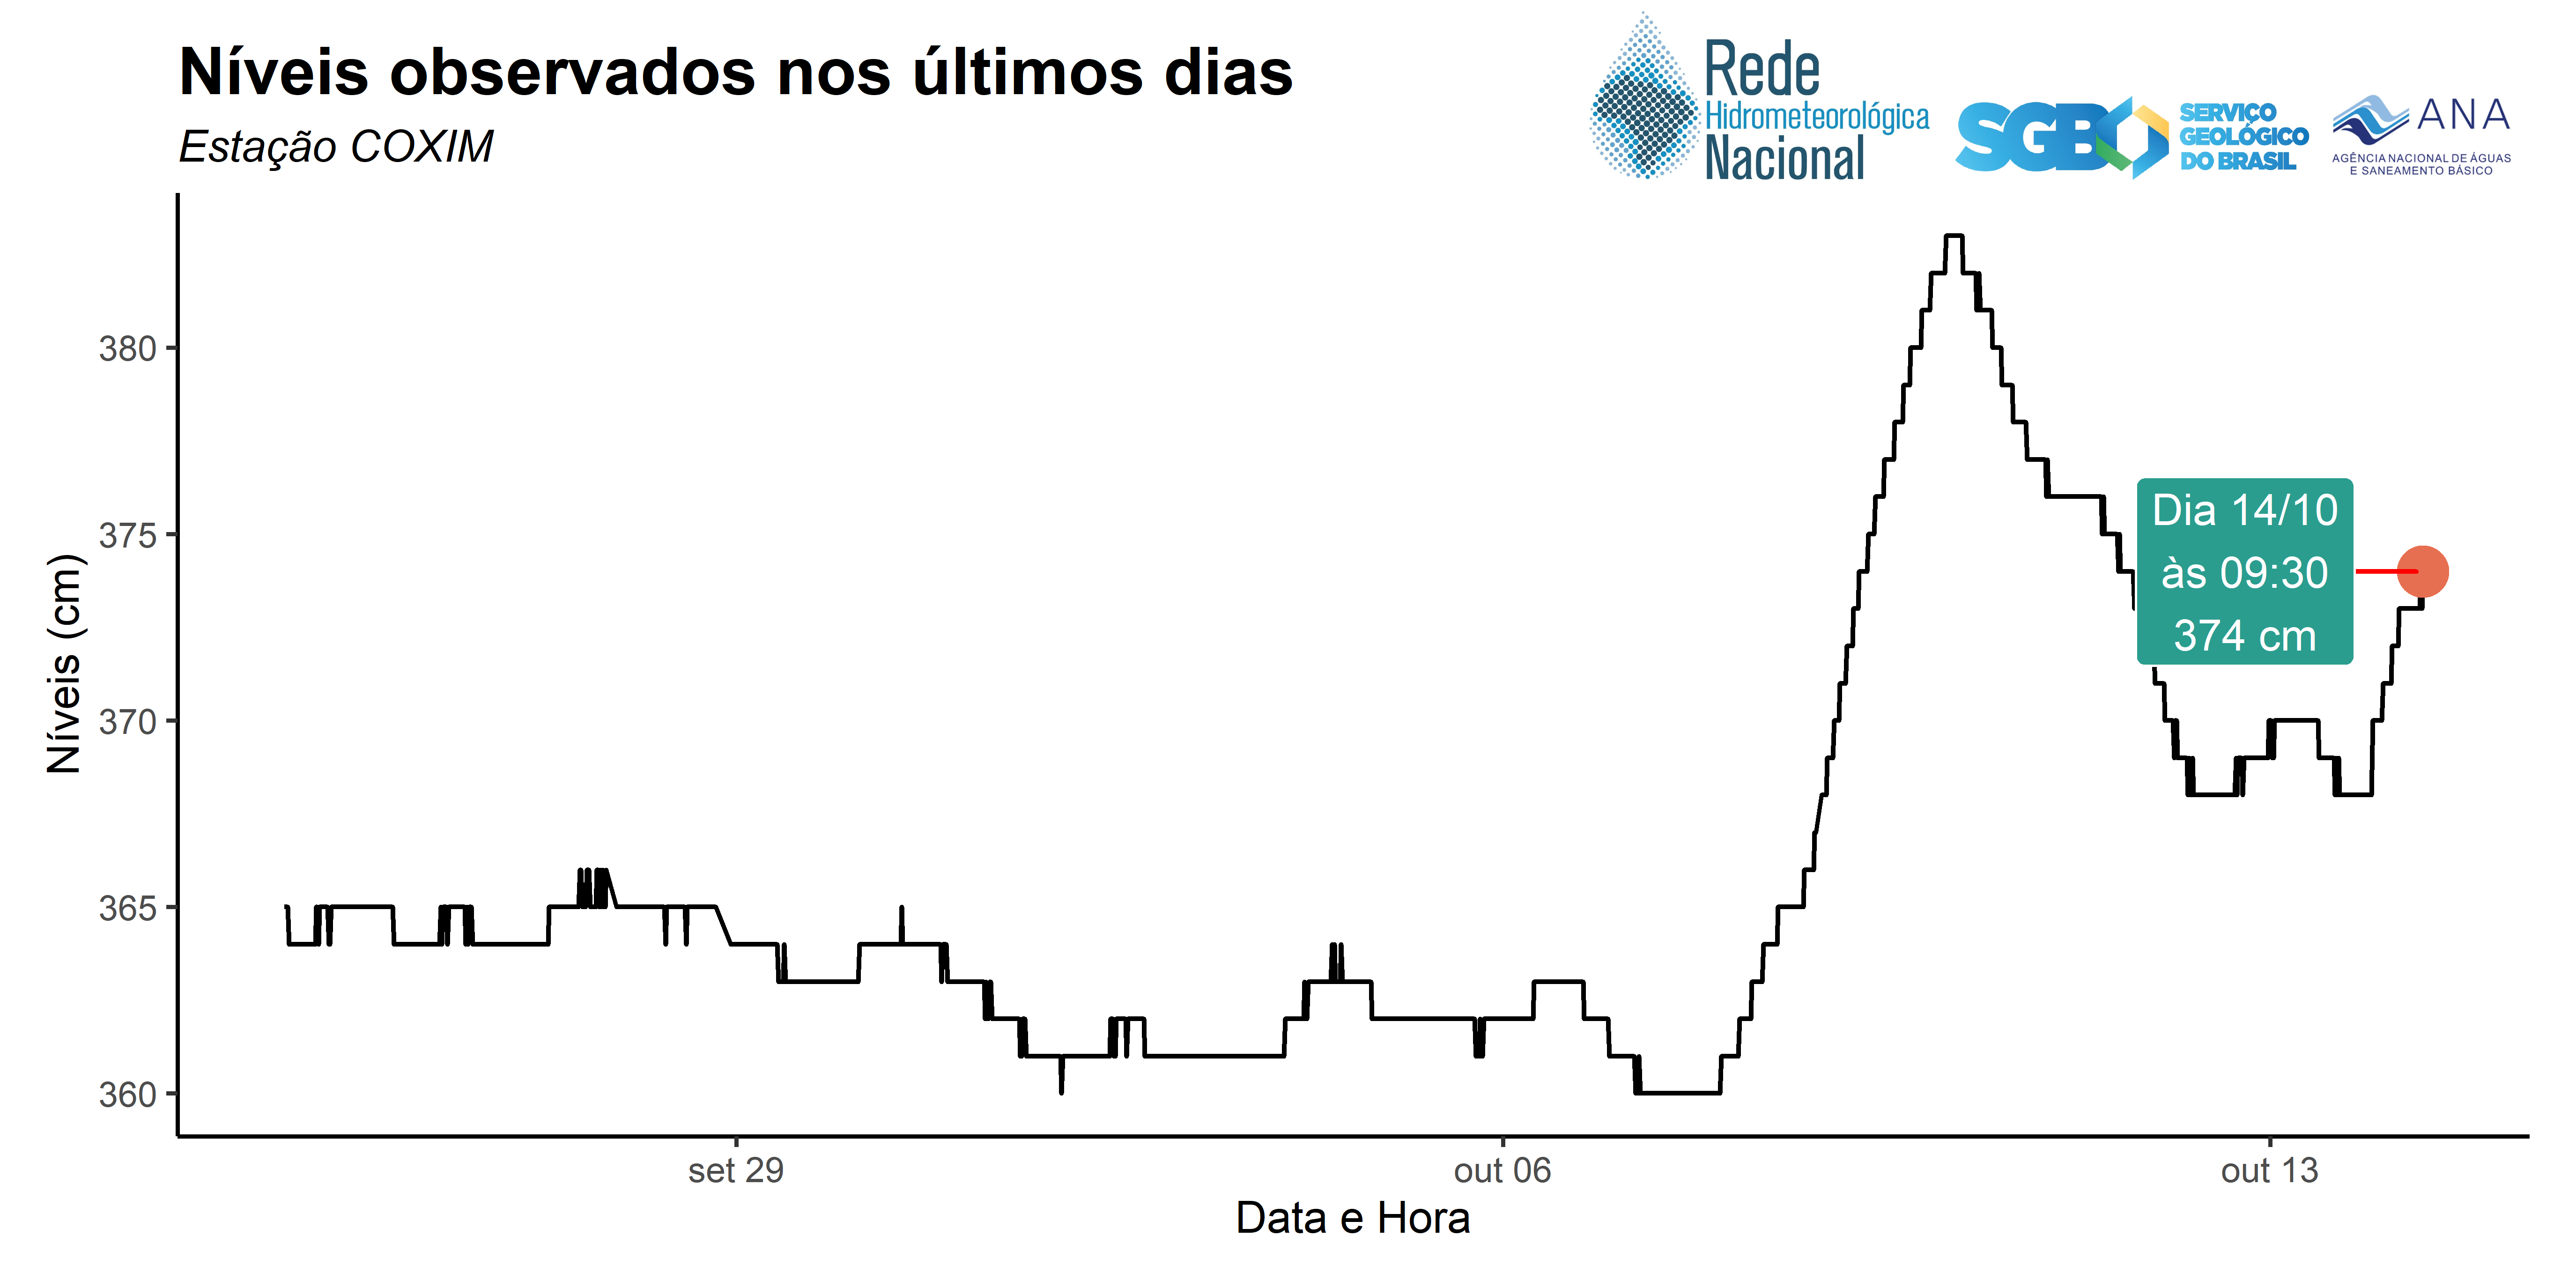 Níveis observados nos últimos dias
Estação COXIM
Rede
Hidrometeorológica
Nacional
SGB
SERVIÇO
GEOLÓGICO
DO BRASIL
ANA
AGÊNCIA NACIONAL DE ÁGUAS
E SANEAMENTO BÁSICO
Níveis (cm)
380
375
370
365
360
Dia 14/10
às 09:30
374 cm
set 29
out 06
out 13
Data e Hora